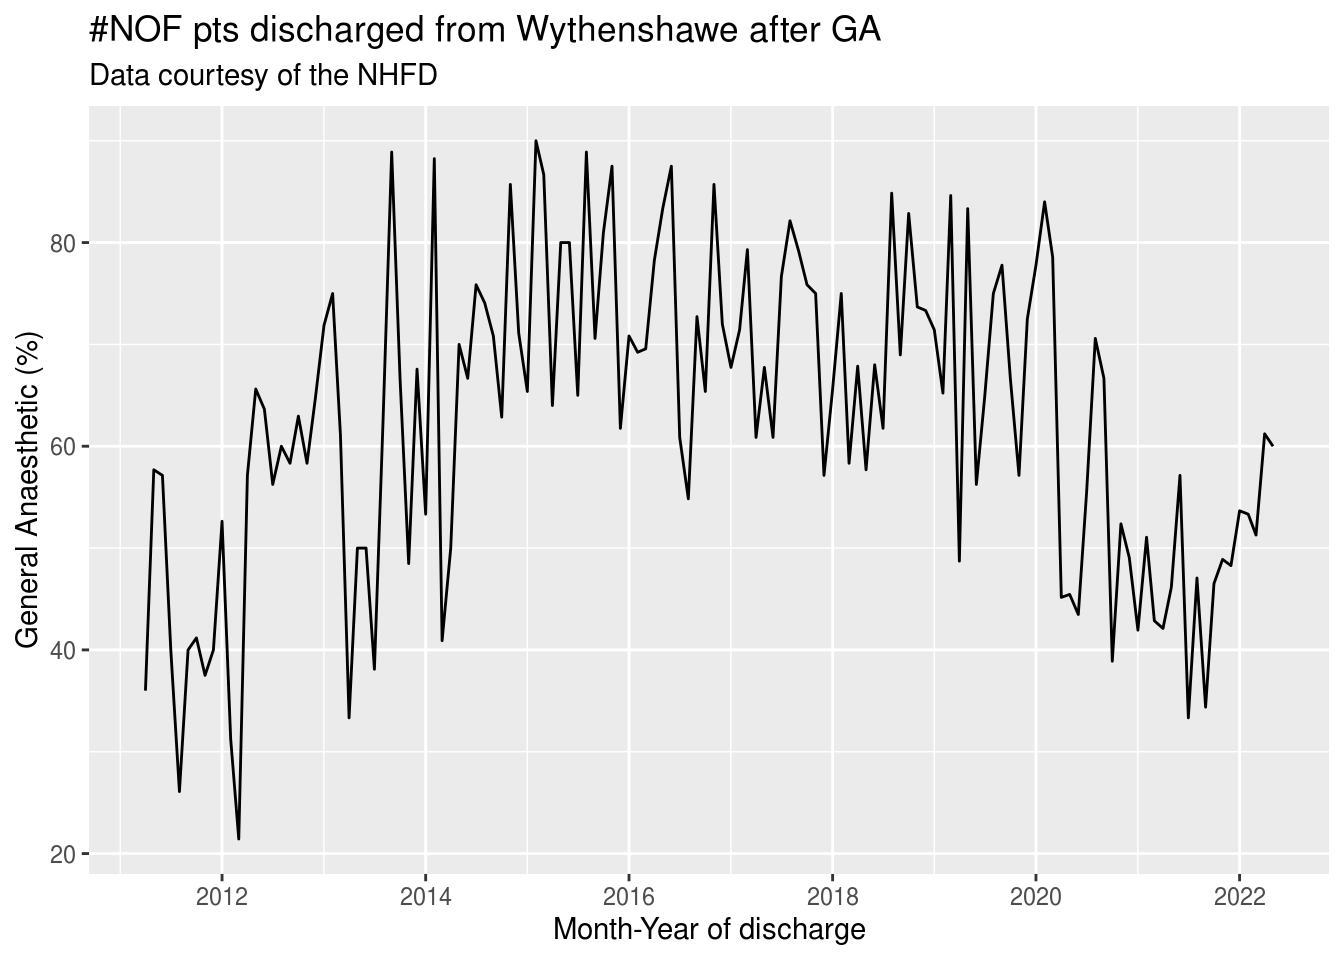 #NOF pts discharged from Wythenshawe after GA
Data courtesy of the NHFD
General Anaesthetic (%)
80
60
40
20
2012 2014 2016 2018 2020 2022
Month-Year of discharge